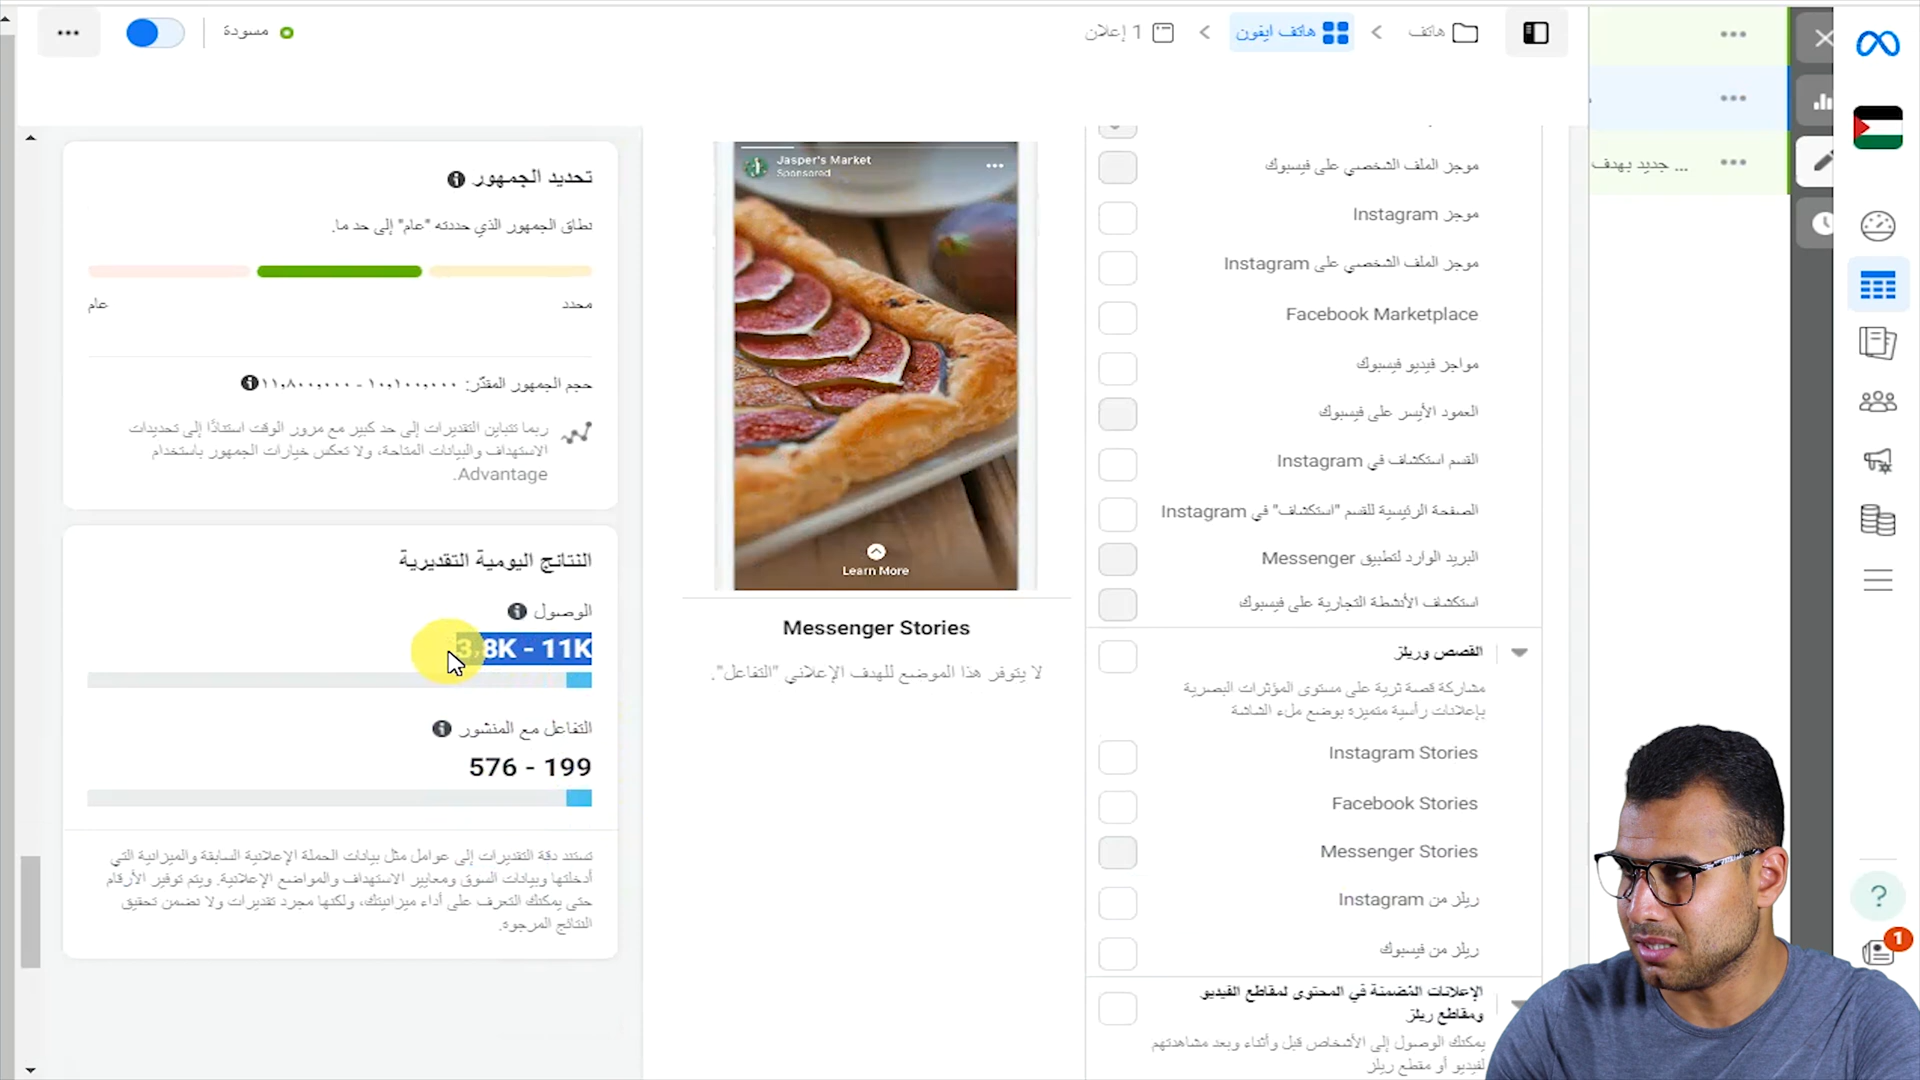 هاتف
هاتف ايفون
1 إعلان
مسودة
جديد بهدف ...
موجز الملف الشخصي على فيسبوك
موجز Instagram
موجز الملف الشخصي على Instagram
Facebook Marketplace
مواجز فيديو فيسبوك
العمود الأيسر على فيسبوك
القسم استكشاف في Instagram
الصفحة الرئيسية للقسم "استكشاف" في Instagram
البريد الوارد لتطبيق Messenger
استكشاف الأنشطة التجارية على فيسبوك
القصص وريلز
مشاركة قصة ثرية على مستوى المؤثرات البصرية
بإعلانات رأسية متميزة بوضع ملء الشاشة
Instagram Stories
Facebook Stories
Messenger Stories
ريلز من Instagram
ريلز من فيسبوك
الإعلانات المُضمنة في المحتوى لمقاطع الفيديو
ومقاطع ريلز
يمكنك الوصول إلى الأشخاص قبل وأثناء وبعد مشاهدتهم
لفيديو أو مقطع ريلز
Jasper's Market
Sponsored
Learn More
Messenger Stories
لا يتوفر هذا الموضع للهدف الإعلاني "التفاعل".
تحديد الجمهور
نطاق الجمهور الذي حددته "عام" إلى حد ما.
محدد
عام
حجم الجمهور المقدّر: ١٠,١٠٠,٠٠٠ - ١١,٨٠٠,٠٠٠
ربما تتباين التقديرات إلى حد كبير مع مرور الوقت استنادًا إلى تحديدات
الاستهداف والبيانات المتاحة، ولا تعكس خيارات الجمهور باستخدام
Advantage.
النتائج اليومية التقديرية
الوصول
3.8K - 11K
التفاعل مع المنشور
576 - 199
تستند دقة التقديرات إلى عوامل مثل بيانات الحملة الإعلانية السابقة والميزانية التي
أدخلتها وبيانات السوق ومعايير الاستهداف والمواضع الإعلانية. ويتم توفير الأرقام
حتى يمكنك التعرف على أداء ميزانيتك، ولكنها مجرد تقديرات ولا تضمن تحقيق
النتائج المرجوة.
1